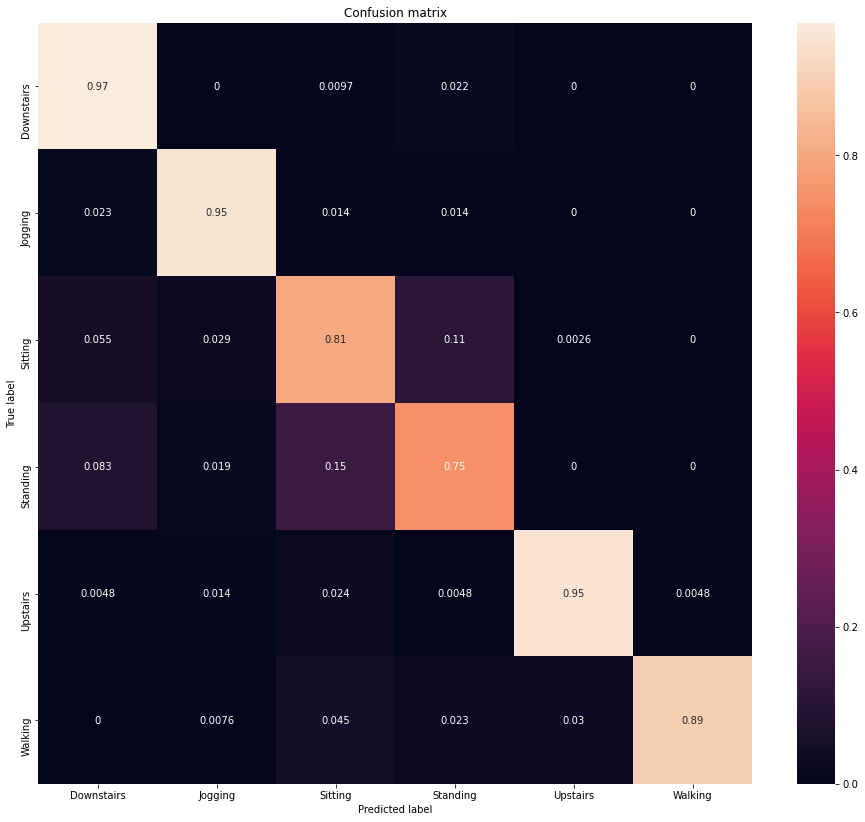 Confusion matrix
Downstairs 0.97 0 0.0097 0.022 0 0
Jogging 0.023 0.95 0.014 0.014 0 0
Sitting 0.055 0.029 0.81 0.11 0.0026 0
Standing 0.083 0.019 0.15 0.75 0 0
Upstairs 0.0048 0.014 0.024 0.0048 0.95 0.0048
Walking 0 0.0076 0.045 0.023 0.03 0.89
True label
Downstairs Jogging Sitting Standing Upstairs Walking
Predicted label
0.8
0.6
0.4
0.2
0.0